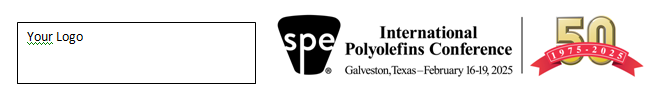 Your Logo
spe
®
International
Polyolefins Conference
Galveston, Texas – February 16-19, 2025
50
1975-2025